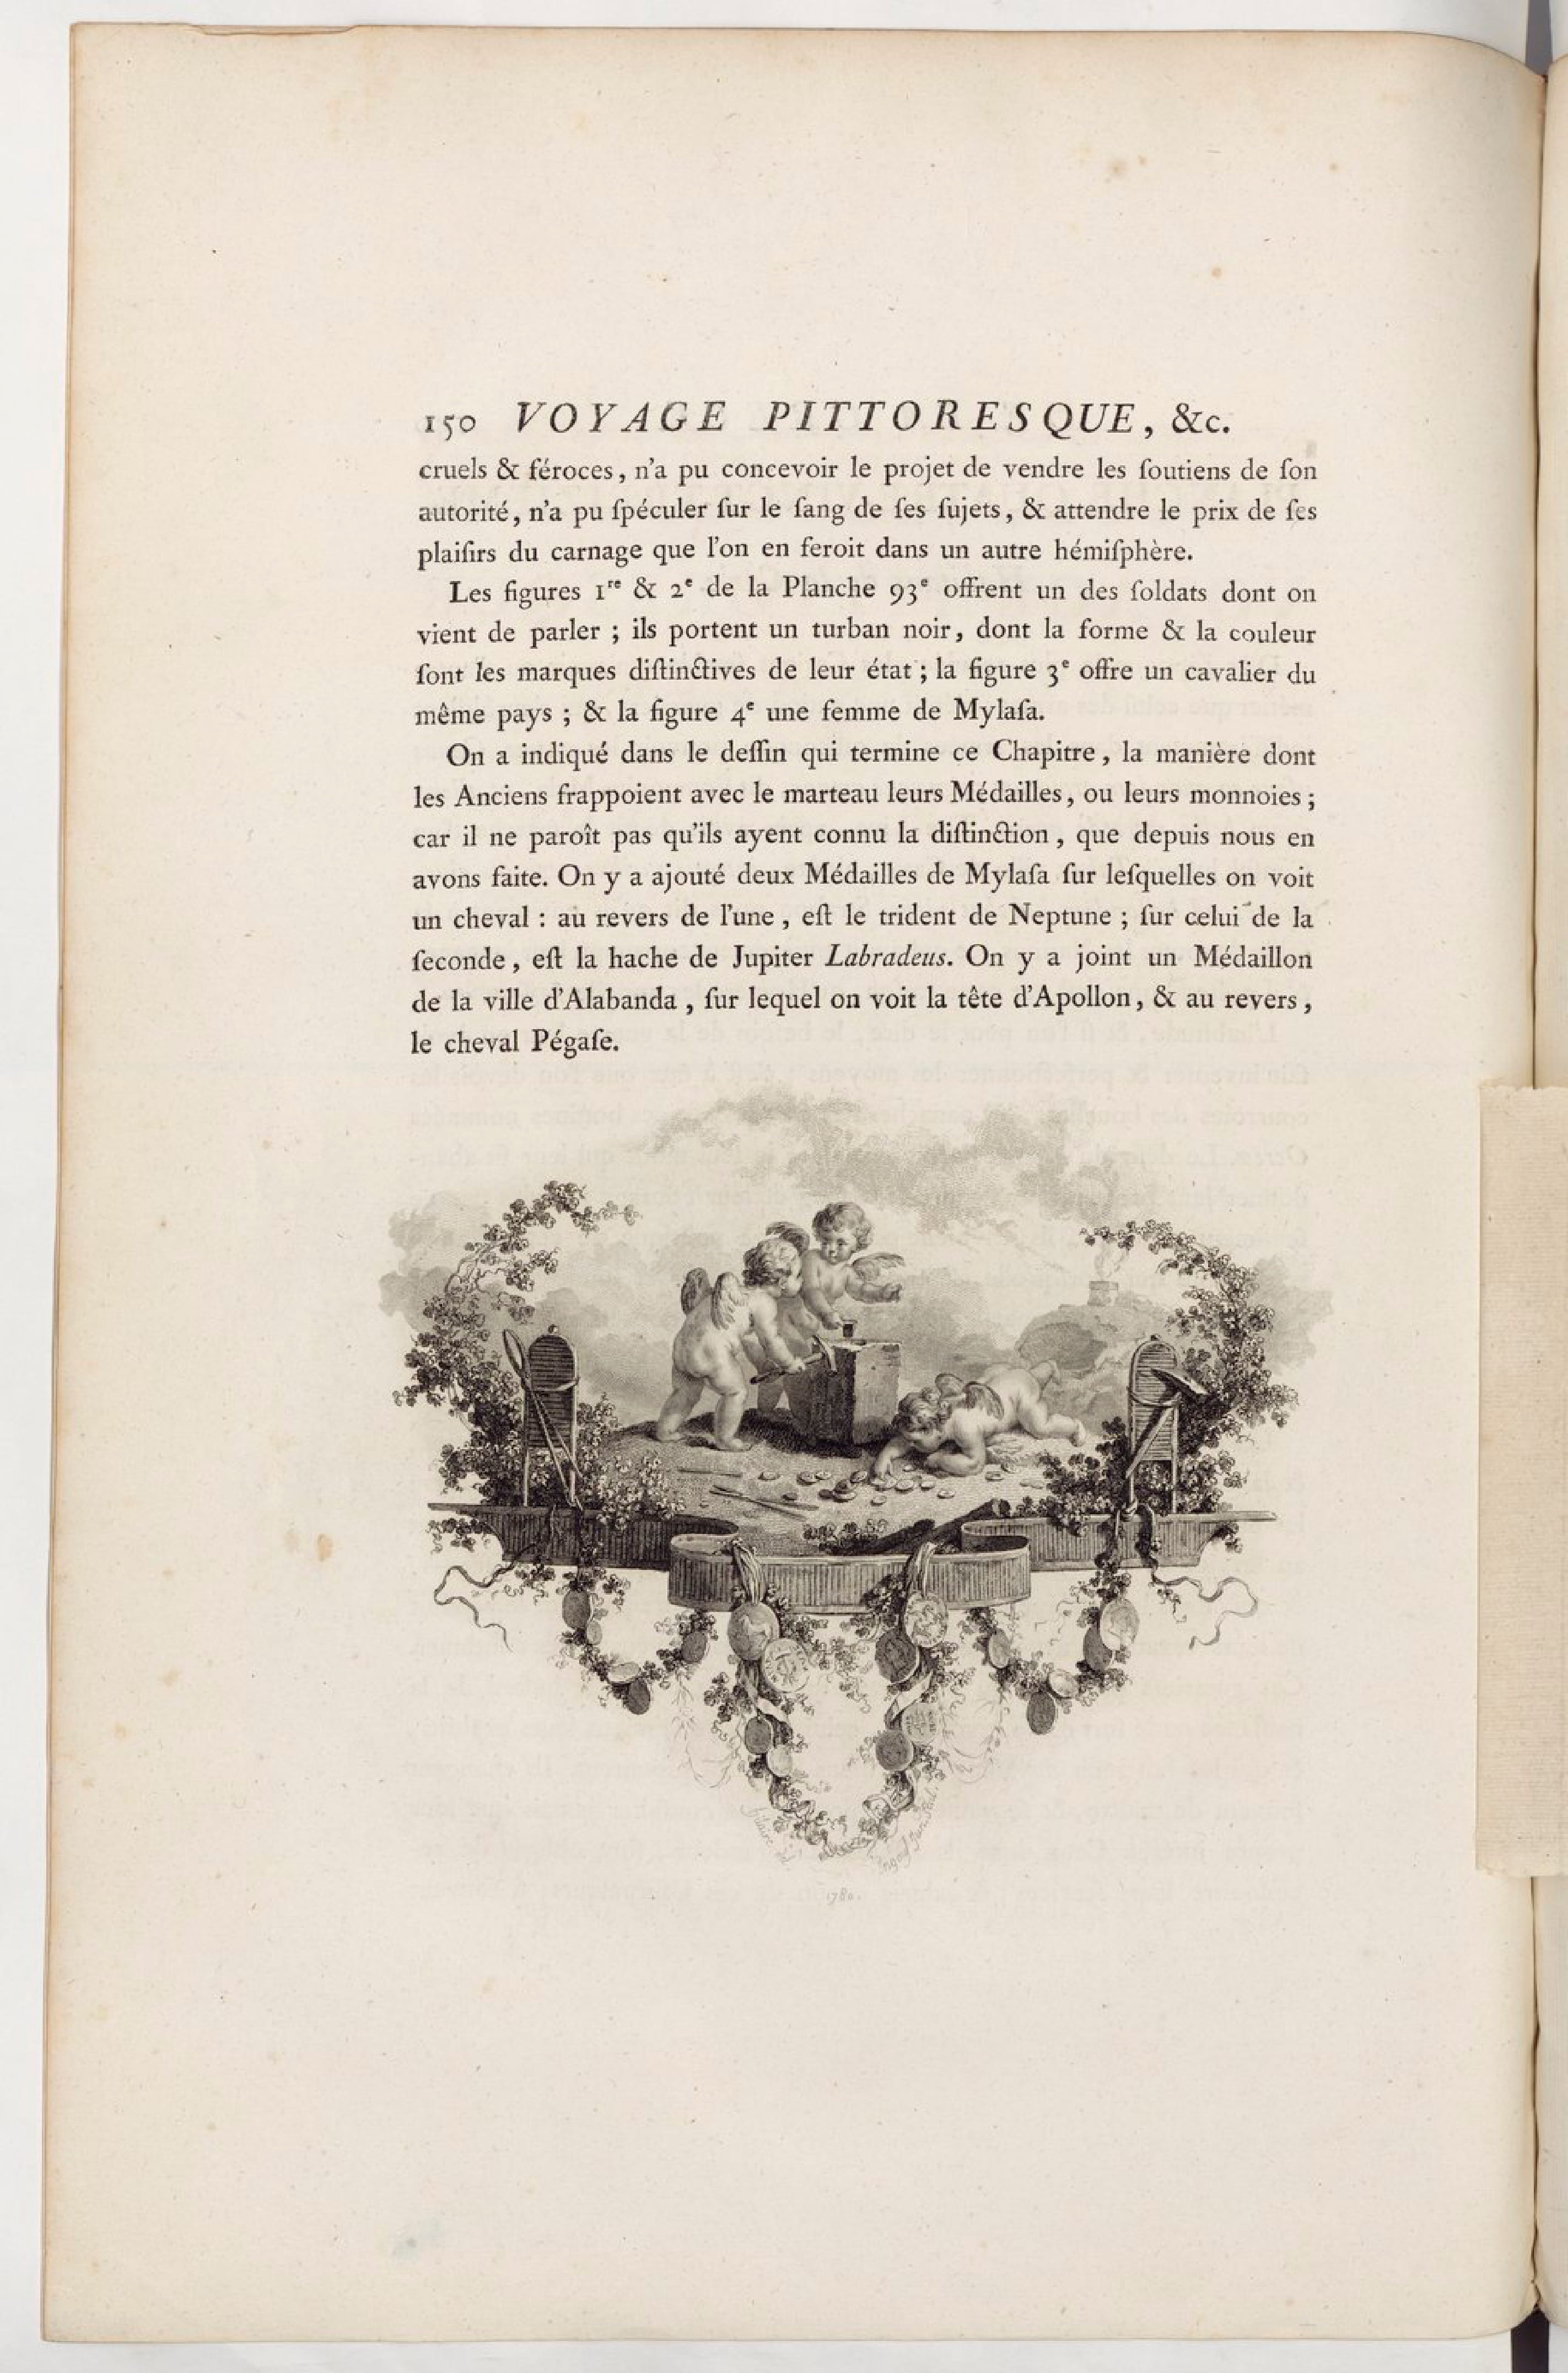 150 VOYAGE PITTORESQUE, &c.
cruels & féroces, n'a pu concevoir le projet de vendre les ſoutiens de ſon
autorité, n'a pu ſpéculer ſur le ſang de ſes ſujets, & attendre le prix de ſes
plaiſirs du carnage que l'on en feroit dans un autre hémiſphère.
Les figures 1re & 2e de la Planche 93e offrent un des ſoldats dont on
vient de parler ; ils portent un turban noir, dont la forme & la couleur
ſont les marques diſtinctives de leur état ; la figure 3e offre un cavalier du
même pays ; & la figure 4e une femme de Mylaſa.
On a indiqué dans le deſſin qui termine ce Chapitre, la manière dont
les Anciens frappoient avec le marteau leurs Médailles, ou leurs monnoies ;
car il ne paroît pas qu'ils ayent connu la diſtinction, que depuis nous en
avons faite. On y a ajouté deux Médailles de Mylaſa ſur leſquelles on voit
un cheval : au revers de l'une, eſt le trident de Neptune ; ſur celui de la
ſeconde, eſt la hache de Jupiter Labradeus. On y a joint un Médaillon
de la ville d'Alabanda, ſur lequel on voit la tête d'Apollon, & au revers,
le cheval Pégaſe.
1780.